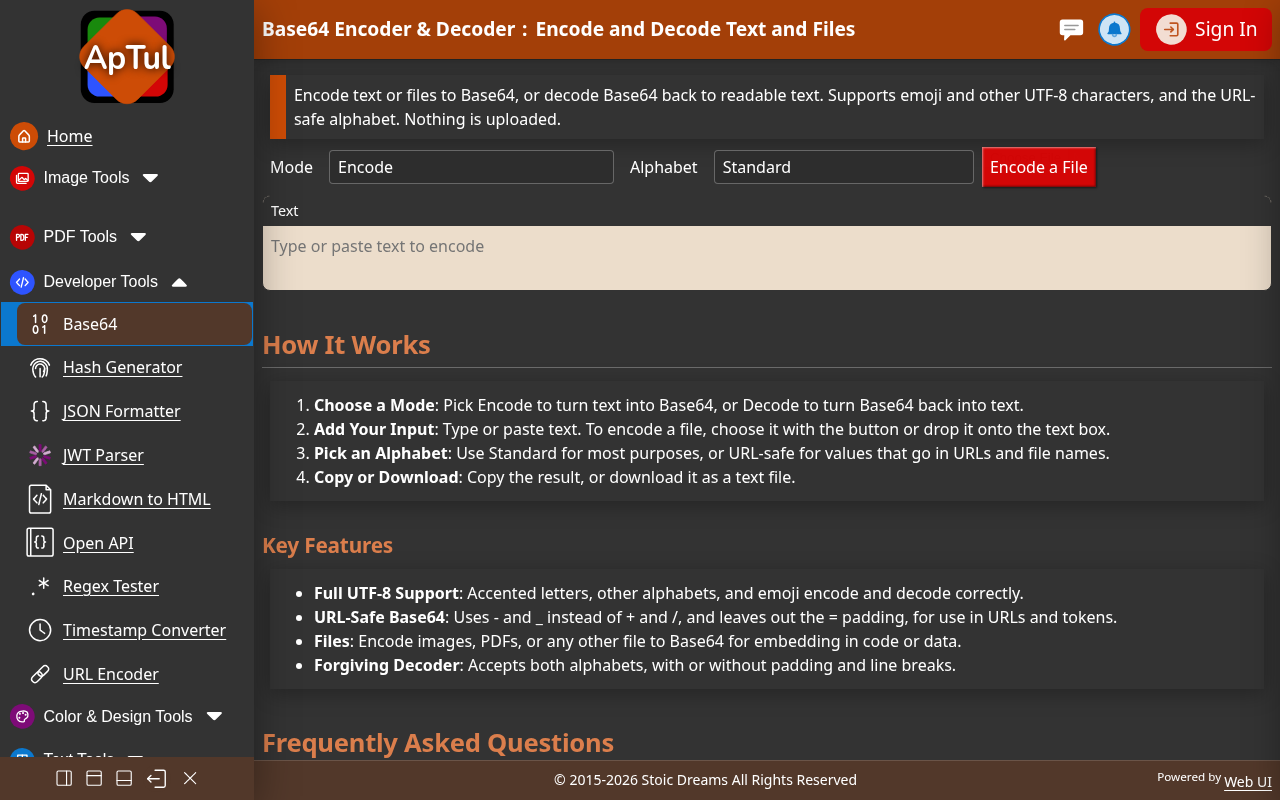 ApTul
Home
Image Tools
PDF Tools
Developer Tools
Base64
Hash Generator
JSON Formatter
JWT Parser
Markdown to HTML
Open API
Regex Tester
Timestamp Converter
URL Encoder
Color & Design Tools
Base64 Encoder & Decoder : Encode and Decode Text and Files
Sign In
Encode text or files to Base64, or decode Base64 back to readable text. Supports emoji and other UTF-8 characters, and the URL-
safe alphabet. Nothing is uploaded.
Mode Encode Alphabet Standard Encode a File
Text
Type or paste text to encode
How It Works
1. Choose a Mode: Pick Encode to turn text into Base64, or Decode to turn Base64 back into text.
2. Add Your Input: Type or paste text. To encode a file, choose it with the button or drop it onto the text box.
3. Pick an Alphabet: Use Standard for most purposes, or URL-safe for values that go in URLs and file names.
4. Copy or Download: Copy the result, or download it as a text file.
Key Features
• Full UTF-8 Support: Accented letters, other alphabets, and emoji encode and decode correctly.
• URL-Safe Base64: Uses - and _ instead of + and /, and leaves out the = padding, for use in URLs and tokens.
• Files: Encode images, PDFs, or any other file to Base64 for embedding in code or data.
• Forgiving Decoder: Accepts both alphabets, with or without padding and line breaks.
Frequently Asked Questions
© 2015-2026 Stoic Dreams All Rights Reserved
Powered by Web UI